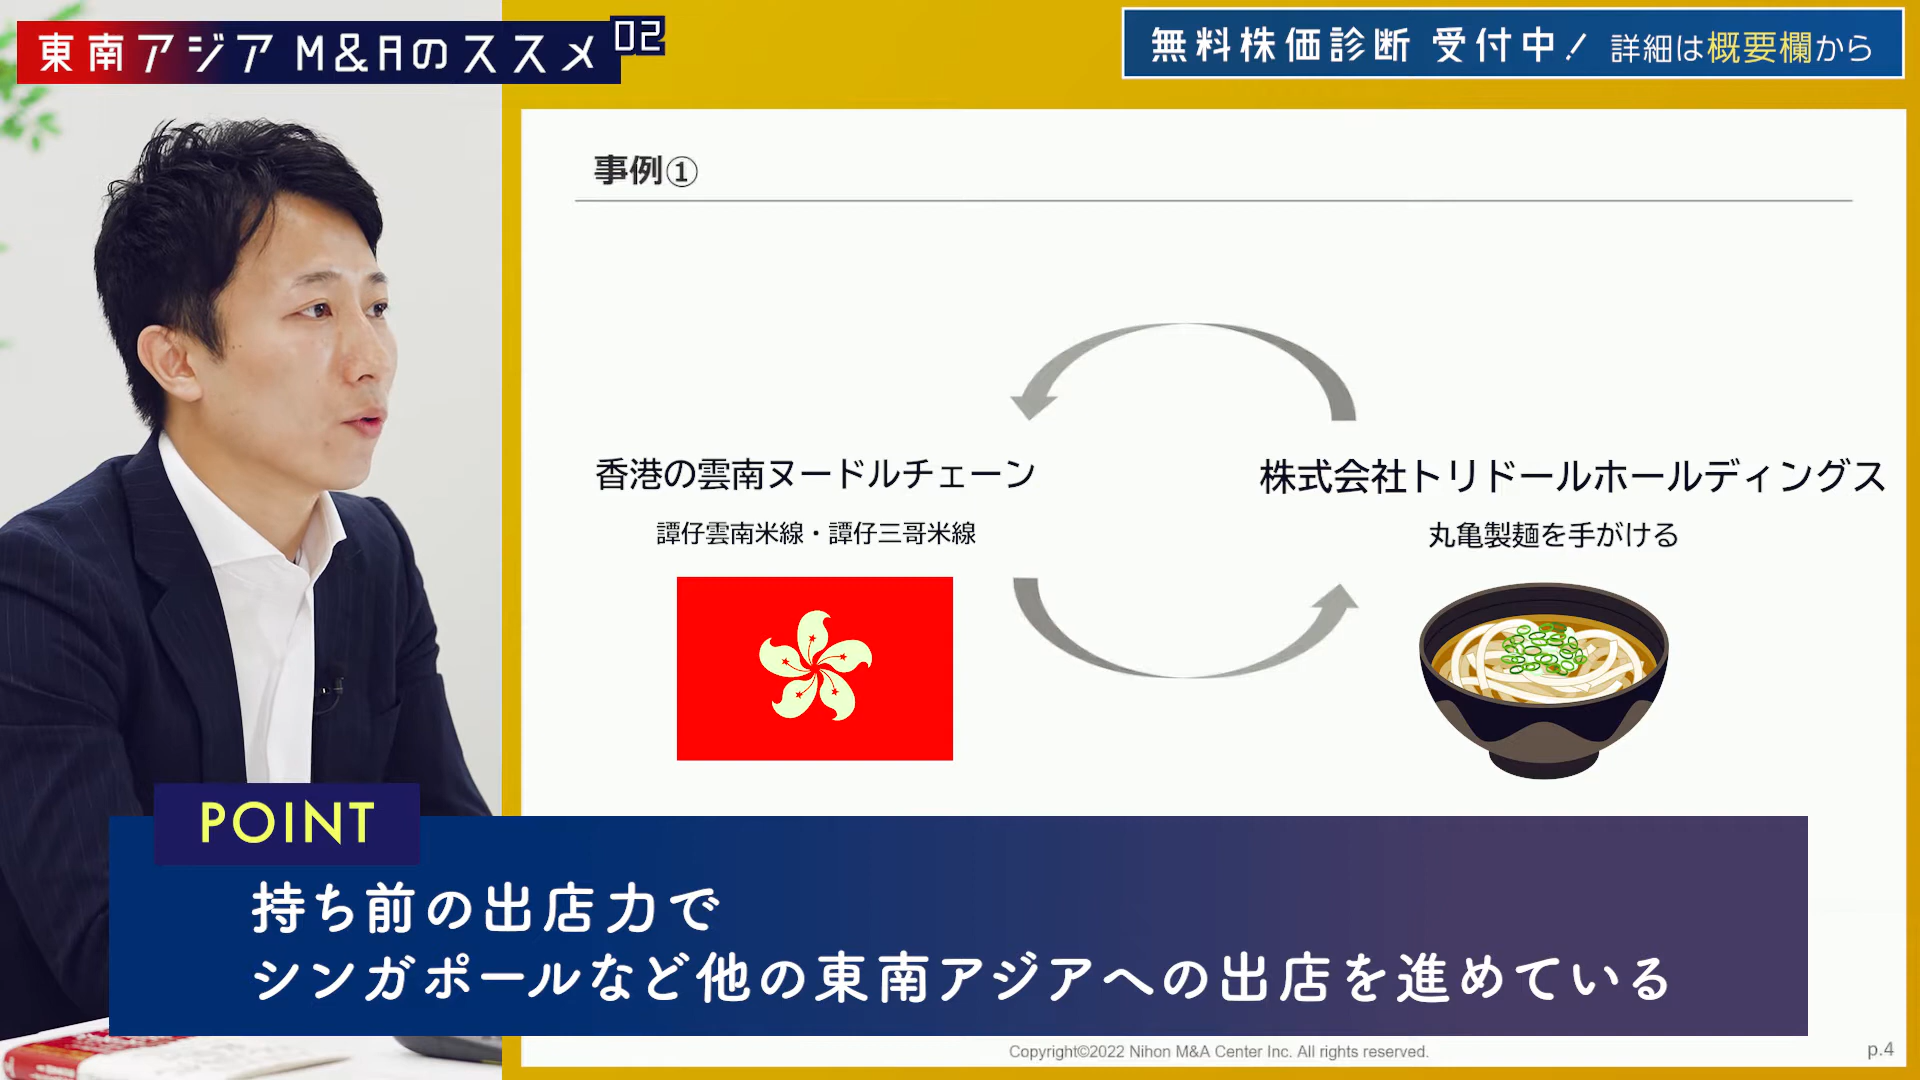 東南アジア M&Aのススメ 02
無料株価診断 受付中! 詳細は概要欄から
事例①
香港の雲南ヌードルチェーン
譚仔雲南米線・譚仔三哥米線
株式会社トリドールホールディングス
丸亀製麺を手がける
POINT
持ち前の出店力で
シンガポールなど他の東南アジアへの出店を進めている
Copyright©2022 Nihon M&A Center Inc. All rights reserved.
p.4